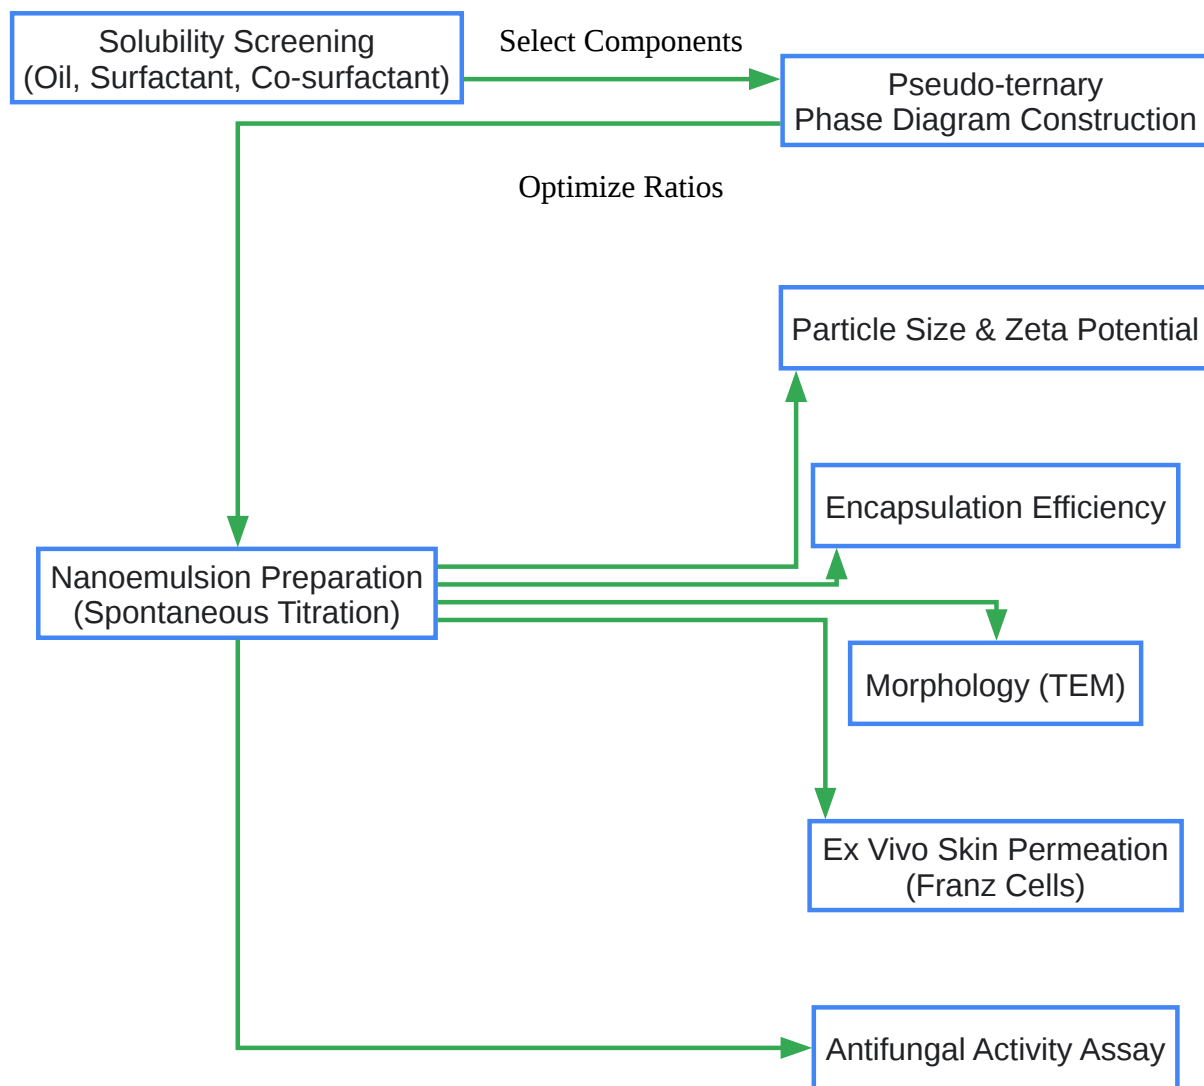 Solubility Screening
(Oil, Surfactant, Co-surfactant)
Select Components
Pseudo-ternary
Phase Diagram Construction
Optimize Ratios
Particle Size & Zeta Potential
Encapsulation Efficiency
Nanoemulsion Preparation
(Spontaneous Titration)
Morphology (TEM)
Ex Vivo Skin Permeation
(Franz Cells)
Antifungal Activity Assay